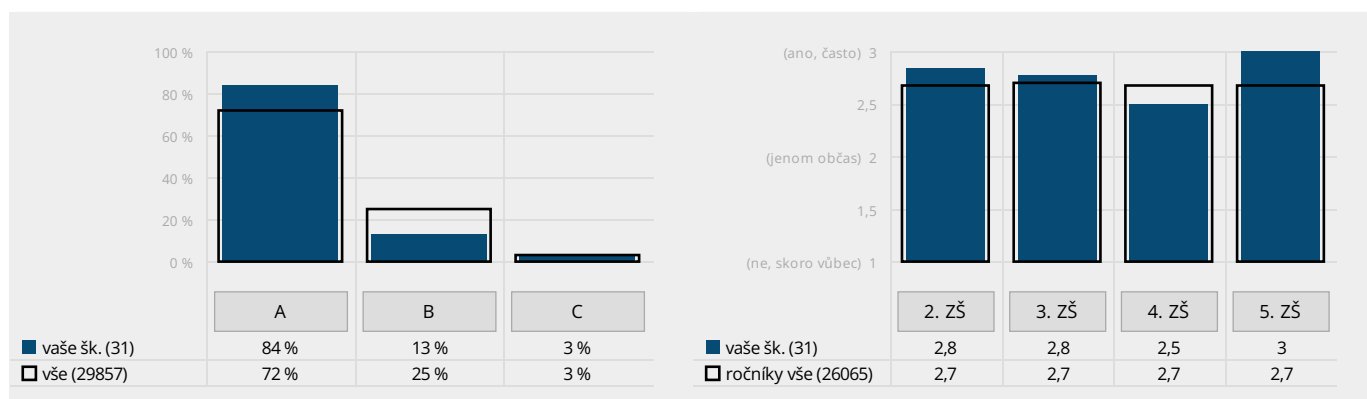 100 %
80 %
60 %
40 %
20 %
0 %
A B C
vaše šk. (31) 84 % 13 % 3 %
vše (29857) 72 % 25 % 3 %
(ano, často) 3
2,5
(jenom občas) 2
1,5
(ne, skoro vůbec) 1
2. ZŠ 3. ZŠ 4. ZŠ 5. ZŠ
vaše šk. (31) 2,8 2,8 2,5 3
ročníky vše (26065) 2,7 2,7 2,7 2,7